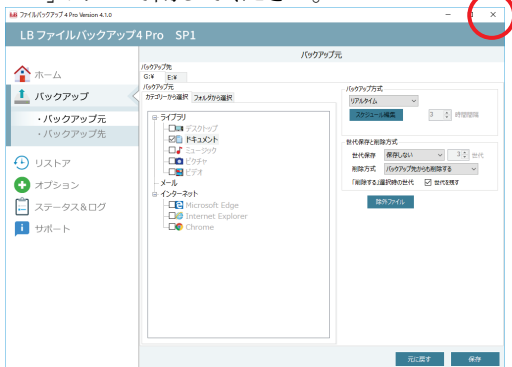 LB ファイルバックアップ 4 Pro Version 4.1.0
LB ファイルバックアップ4 Pro SP1
バックアップ元
ホーム
バックアップ
・バックアップ元
・バックアップ先
リストア
オプション
ステータス&ログ
サポート
バックアップ先
G:¥ E:¥
バックアップ元
カテゴリーから選択 フォルダから選択
ライブラリ
デスクトップ
ドキュメント
ミュージック
ピクチャ
ビデオ
メール
インターネット
Microsoft Edge
Internet Explorer
Chrome
バックアップ方式
リアルタイム
スケジュール編集 3 時間間隔
世代保存と削除方式
世代保存 保存しない 3 世代
削除方式 バックアップ先からも削除する
「削除する」選択時の世代 世代を残す
除外ファイル
元に戻す 保存